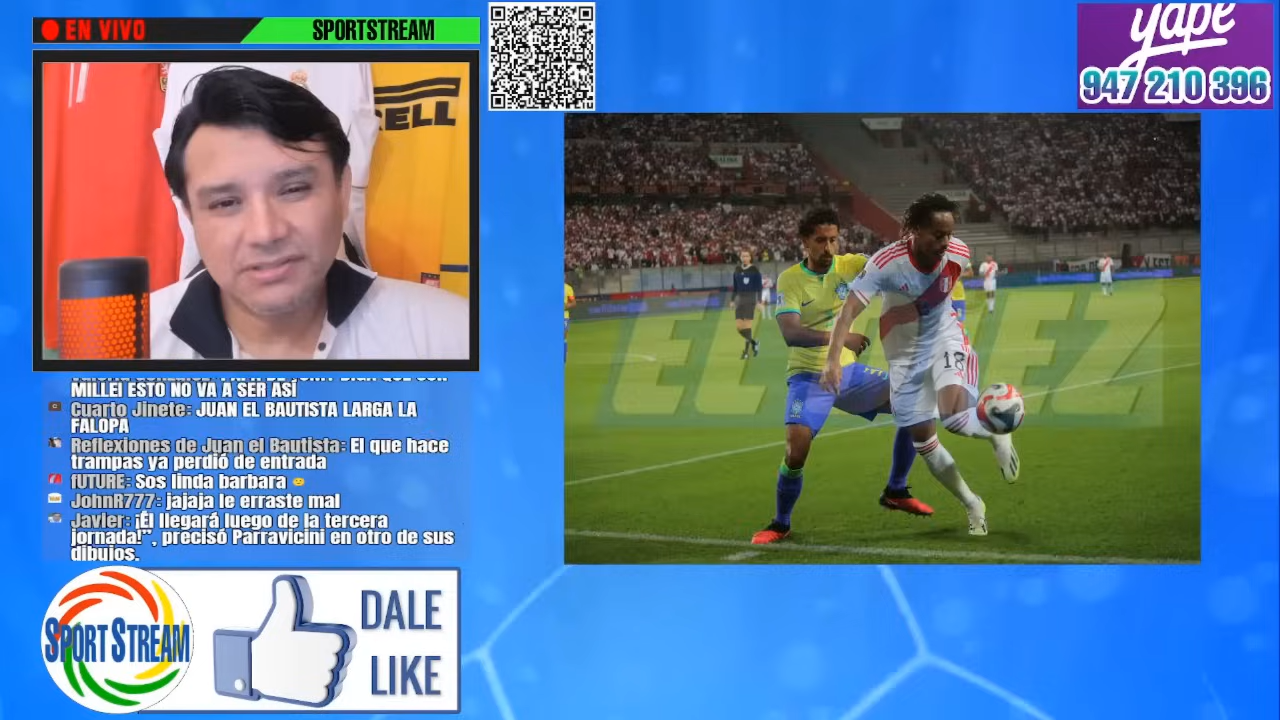 EN VIVO
SPORTSTREAM
yape
947 210 396
CELL
MILLEI ESTO NO VA A SER ASÍ
Cuarto Jinete: JUAN EL BAUTISTA LARGA LA
FALOPA
Reflexiones de Juan el Bautista: El que hace
trampas ya perdió de entrada
fUTURE: Sos linda barbara
JohnR777: jajaja le erraste mal
Javier: ¡Él llegará luego de la tercera
jornada!”, precisó Parravicini en otro de sus
dibujos.
18
SPORT STREAM
DALE
LIKE